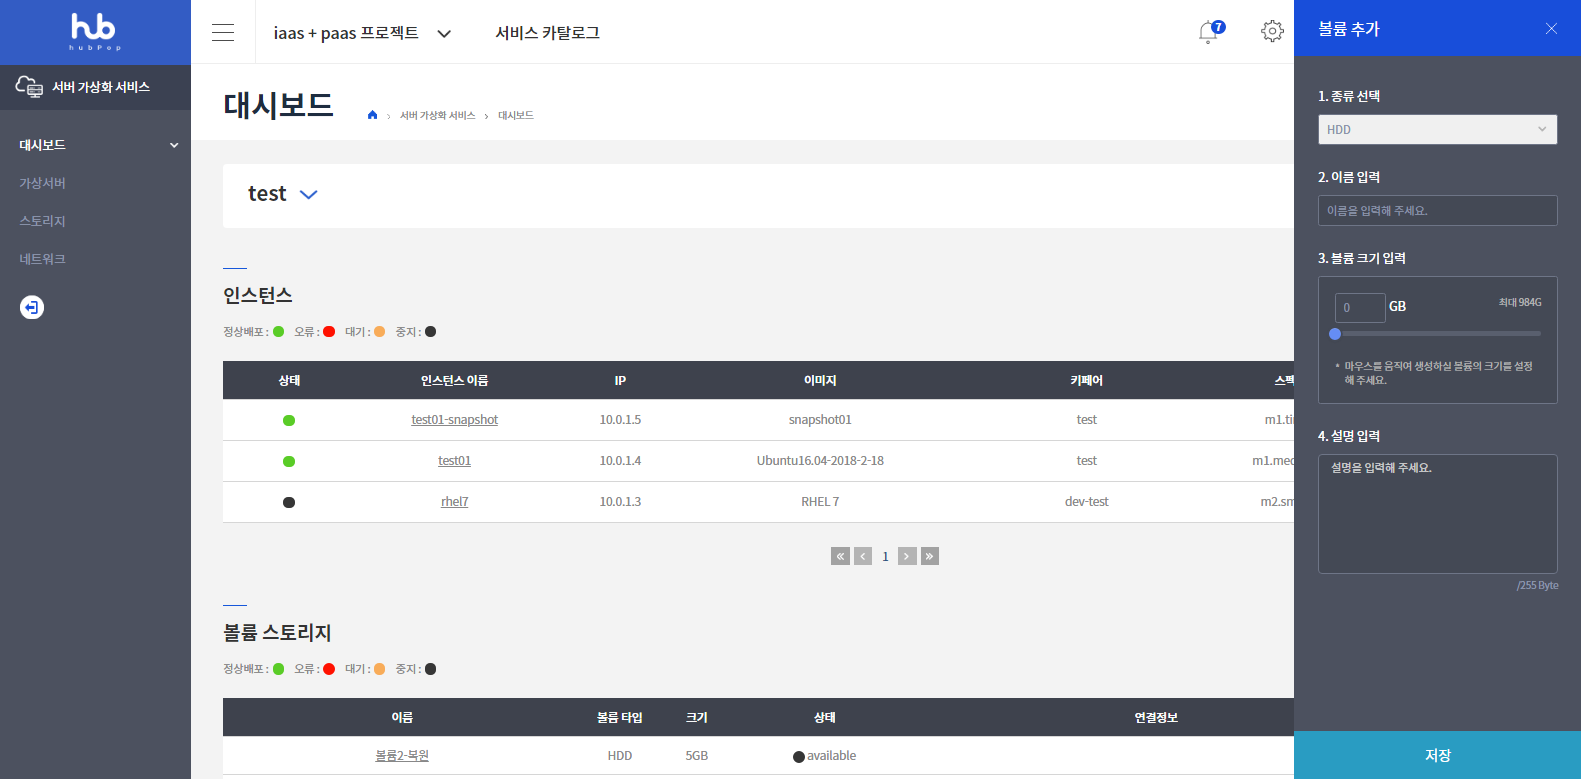 hub
hubPop
서버 가상화 서비스
대시보드
가상서버
스토리지
네트워크
iaas + paas 프로젝트
서비스 카탈로그
7
대시보드
서버 가상화 서비스 > 대시보드
test
인스턴스
정상배포 : 오류 : 대기 : 중지 :
상태 인스턴스 이름 IP 이미지 키페어 스펙
test01-snapshot 10.0.1.5 snapshot01 test m1.ti
test01 10.0.1.4 Ubuntu16.04-2018-2-18 test m1.med
rhel7 10.0.1.3 RHEL 7 dev-test m2.sm
« ‹ 1 › »
볼륨 스토리지
정상배포 : 오류 : 대기 : 중지 :
이름 볼륨 타입 크기 상태 연결정보
볼륨2-복원 HDD 5GB available
볼륨 추가
1. 종류 선택
HDD
2. 이름 입력
이름을 입력해 주세요.
3. 볼륨 크기 입력
0 GB 최대 984G
* 마우스를 움직여 생성하실 볼륨의 크기를 설정
해 주세요.
4. 설명 입력
설명을 입력해 주세요.
/255 Byte
저장